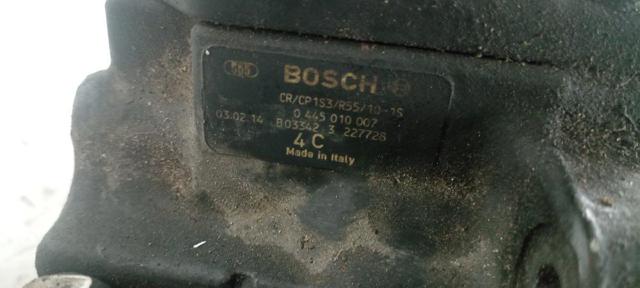 BOSCH
CR/CP1S3/R55/10-1S
0 445 010 007
03.02.14 B03342 3 227728
4 C
Made in Italy